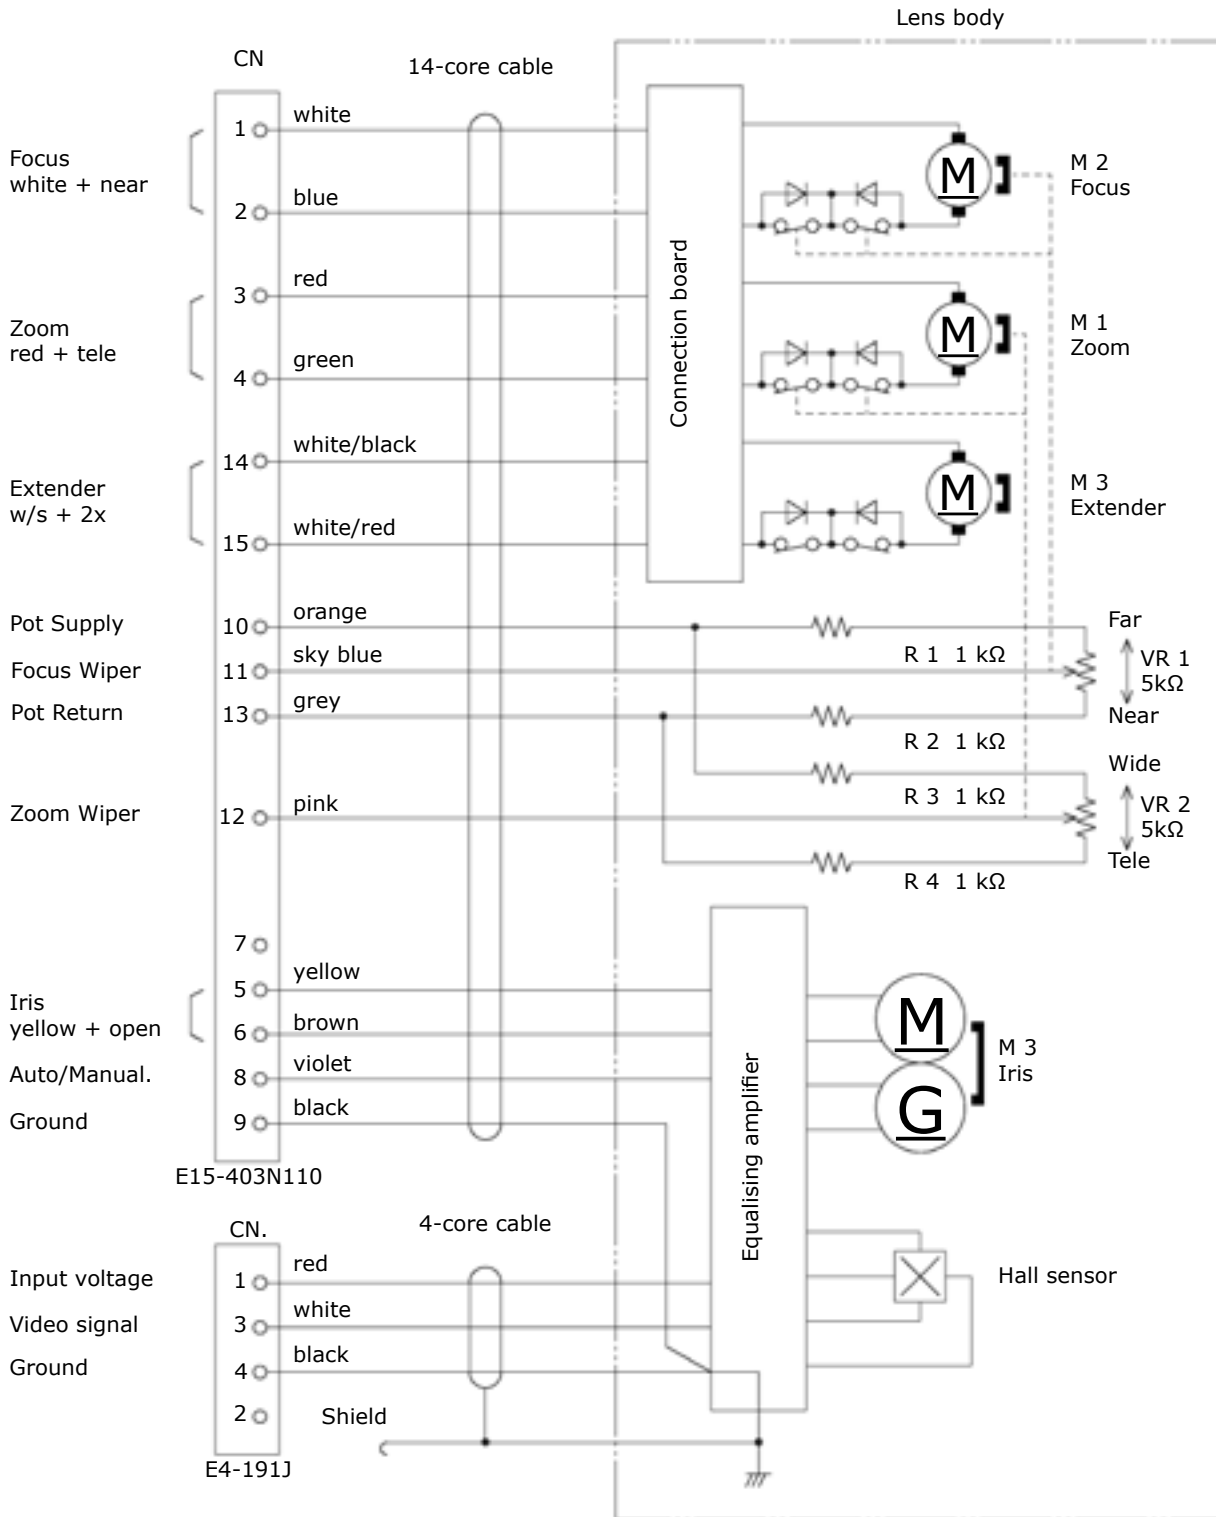 Lens body
CN
14-core cable
1
white
Focus
white + near
2
blue
M
M 2
Focus
3
red
Zoom
red + tele
4
green
Connection board
M
M 1
Zoom
14
white/black
Extender
w/s + 2x
15
white/red
M
M 3
Extender
Pot Supply
10
orange
Far
Focus Wiper
11
sky blue
R 1 1 kΩ
VR 1
5kΩ
Pot Return
13
grey
Near
R 2 1 kΩ
Wide
Zoom Wiper
12
pink
R 3 1 kΩ
VR 2
5kΩ
Tele
R 4 1 kΩ
7
5
yellow
Iris
yellow + open
6
brown
Auto/Manual.
8
violet
Ground
9
black
E15-403N110
Equalising amplifier
M
G
M 3
Iris
CN.
4-core cable
Input voltage
1
red
Hall sensor
Video signal
3
white
Ground
4
black
2
Shield
E4-191J